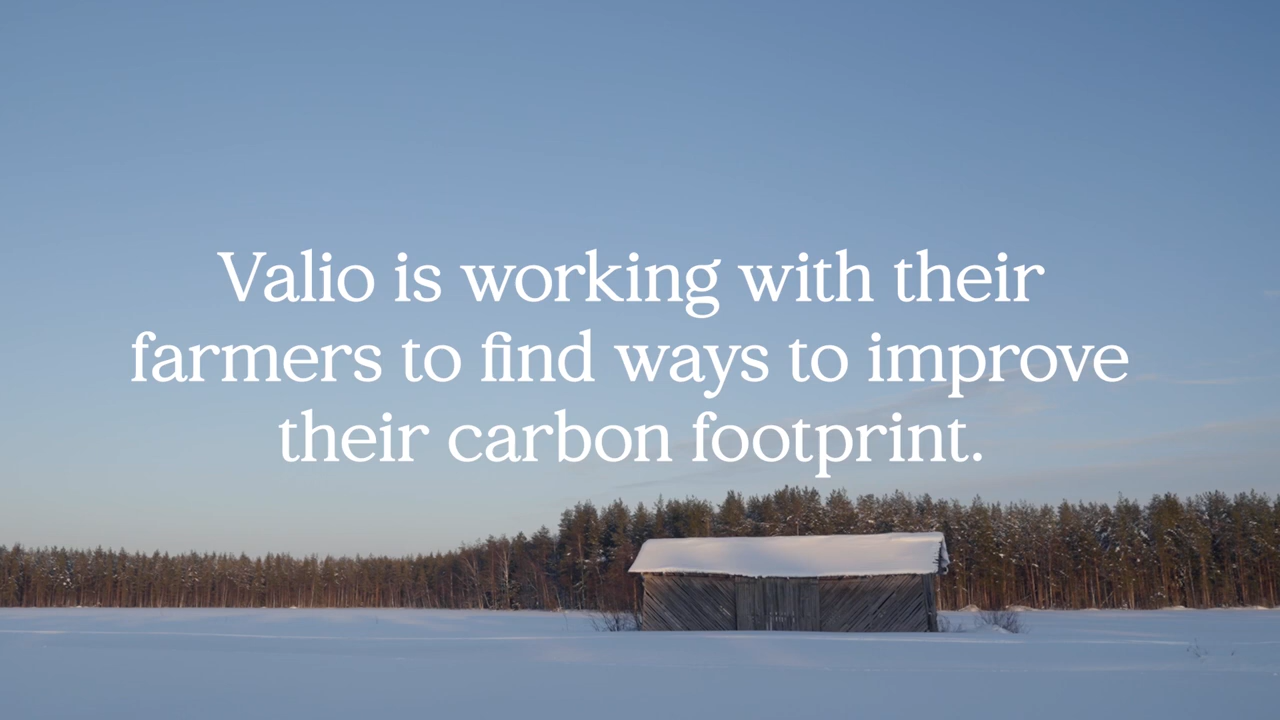 Valio is working with their
farmers to find ways to improve
their carbon footprint.